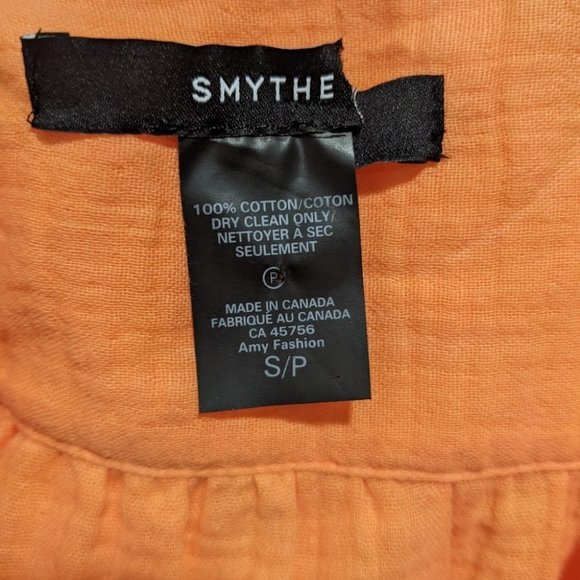 SMYTHE
100% COTTON/COTON
DRY CLEAN ONLY/
NETTOYER À SEC
SEULEMENT
P
MADE IN CANADA
FABRIQUÉ AU CANADA
CA 45756
Amy Fashion
S/P